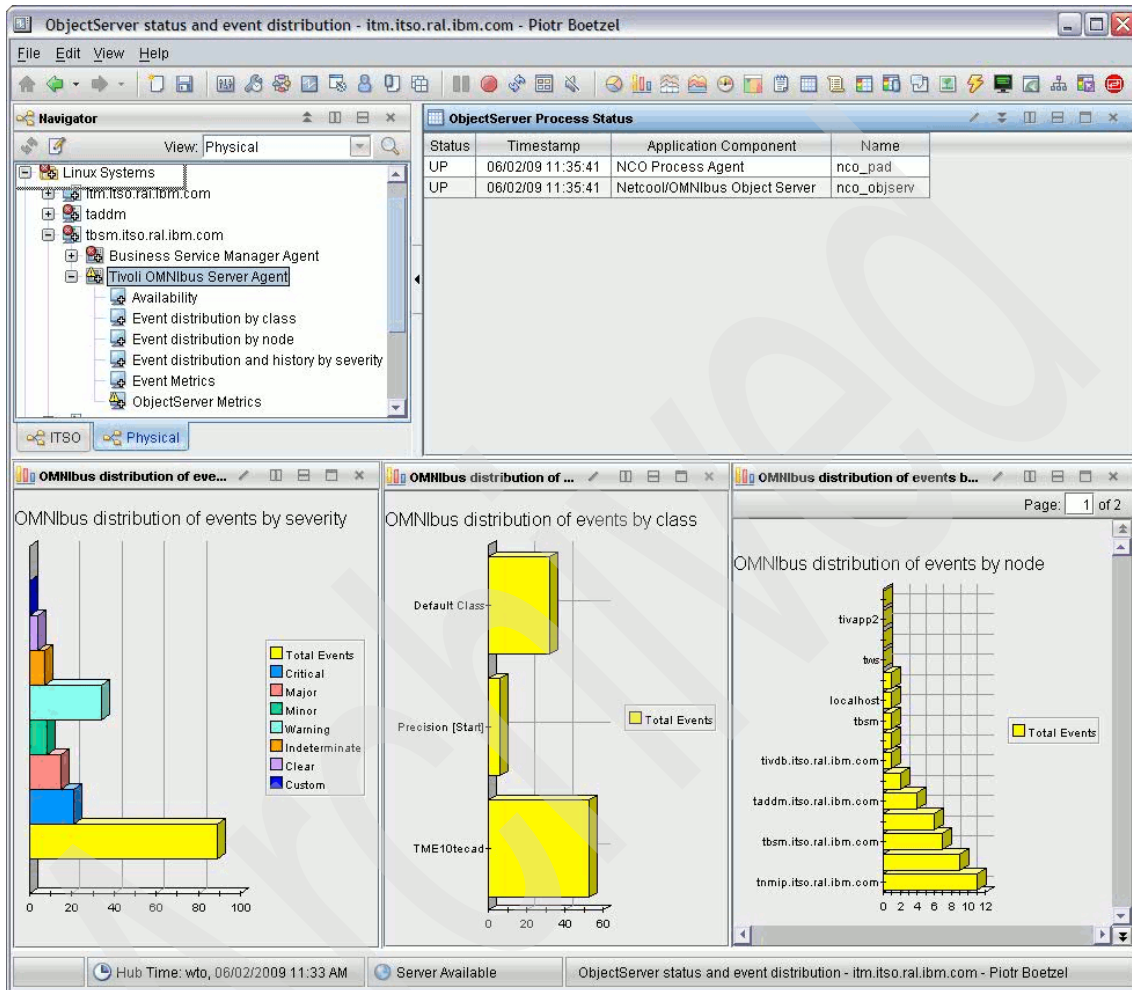 ObjectServer status and event distribution - itm.itso.ral.ibm.com - Piotr Boetzel
File Edit View Help
Navigator
View: Physical
Linux Systems
itm.itso.ral.ibm.com
taddm
tbsm.itso.ral.ibm.com
Business Service Manager Agent
Tivoli OMNIbus Server Agent
Availability
Event distribution by class
Event distribution by node
Event distribution and history by severity
Event Metrics
ObjectServer Metrics
ITSO Physical
ObjectServer Process Status
Status Timestamp Application Component Name
UP 06/02/09 11:35:41 NCO Process Agent nco_pad
UP 06/02/09 11:35:41 Netcool/OMNIbus Object Server nco_objserv
OMNIbus distribution of eve...
OMNIbus distribution of events by severity
Total Events
Critical
Major
Minor
Warning
Indeterminate
Clear
Custom
0 20 40 60 80 100
OMNIbus distribution of ...
OMNIbus distribution of events by class
Default Class
Precision [Start]
TME10tecad
Total Events
0 20 40 60
OMNIbus distribution of events b...
Page: 1 of 2
OMNIbus distribution of events by node
tivapp2
tws
localhost
tbsm
tivdb.itso.ral.ibm.com
taddm.itso.ral.ibm.com
tbsm.itso.ral.ibm.com
tnmip.itso.ral.ibm.com
Total Events
0 2 4 6 8 10 12
Hub Time: wto, 06/02/2009 11:33 AM
Server Available
ObjectServer status and event distribution - itm.itso.ral.ibm.com - Piotr Boetzel
Archived